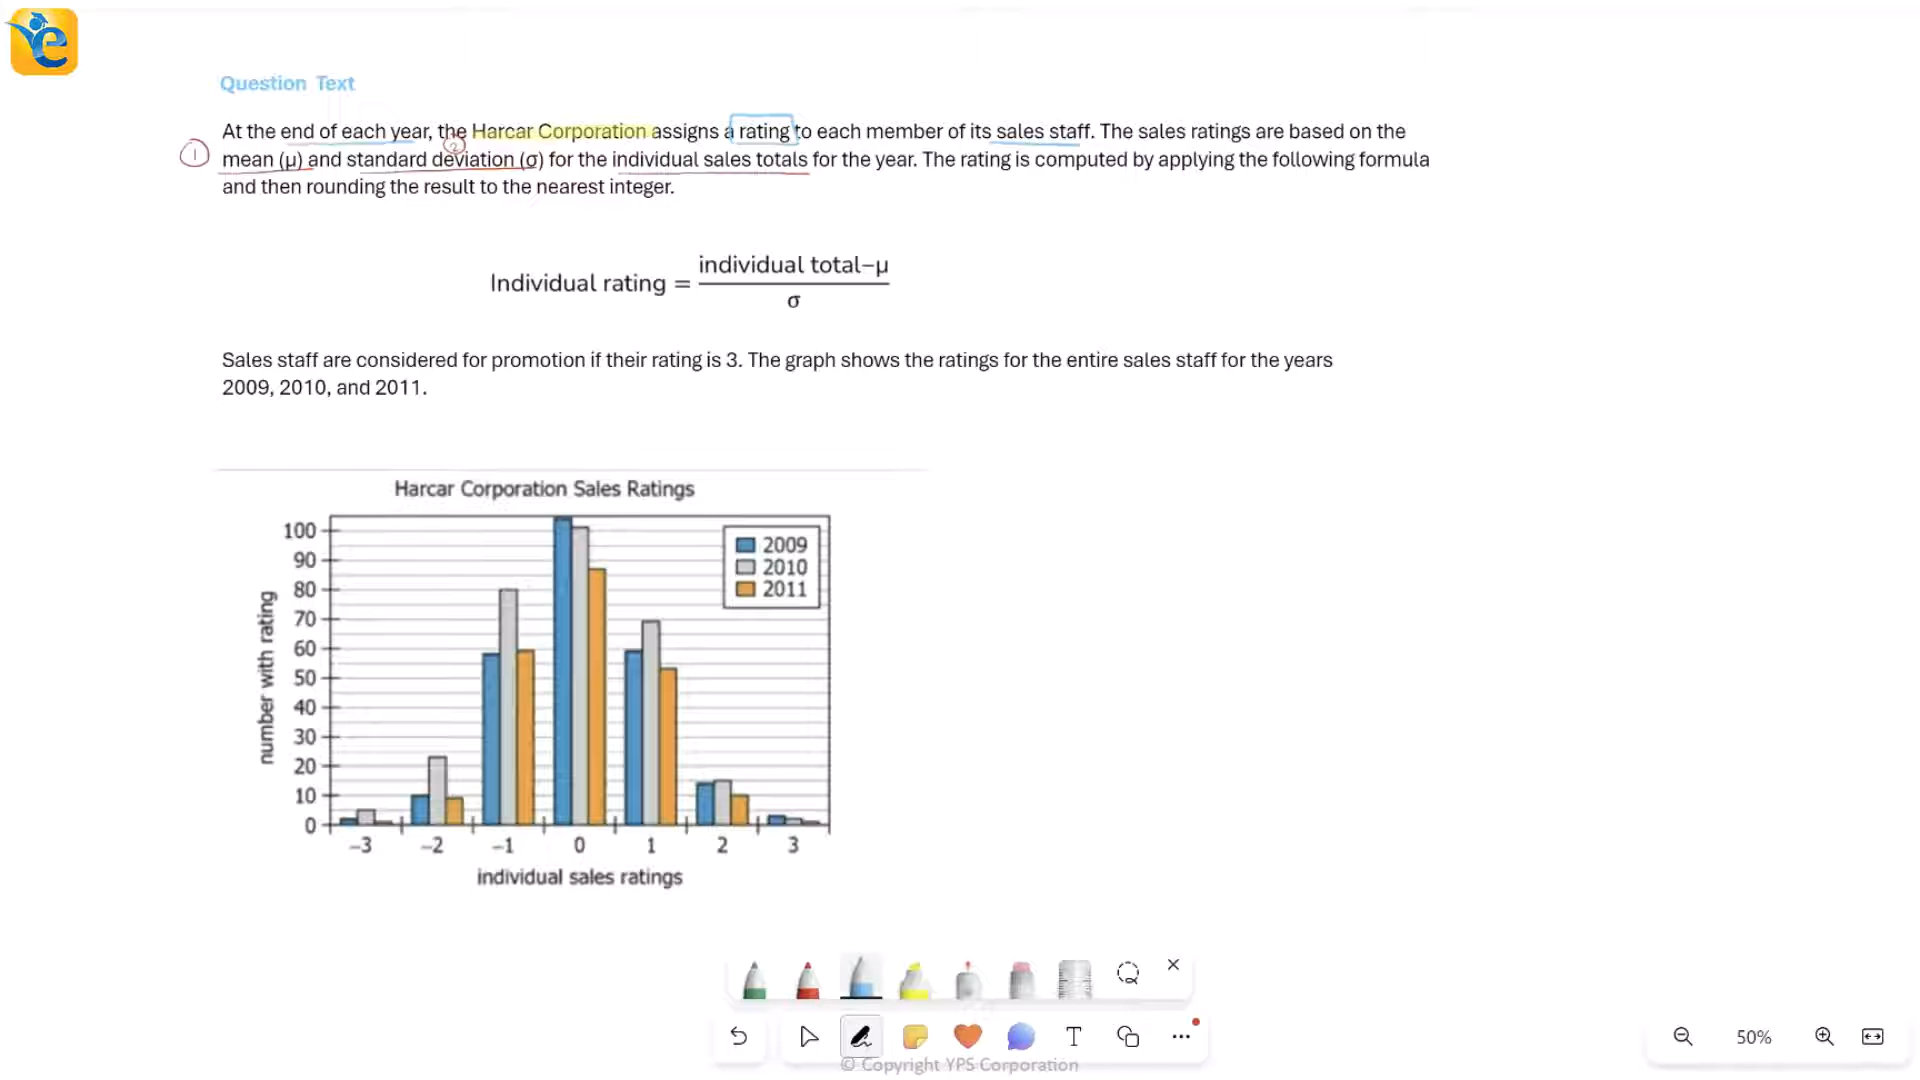 e
Question Text
At the end of each year, the Harcar Corporation assigns a rating to each member of its sales staff. The sales ratings are based on the
① ②
mean (μ) and standard deviation (σ) for the individual sales totals for the year. The rating is computed by applying the following formula
and then rounding the result to the nearest integer.
Individual rating = individual total−μ
σ
Sales staff are considered for promotion if their rating is 3. The graph shows the ratings for the entire sales staff for the years
2009, 2010, and 2011.
Harcar Corporation Sales Ratings
number with rating
100
90
80
70
60
50
40
30
20
10
0
2009
2010
2011
−3 −2 −1 0 1 2 3
individual sales ratings
T
50%
© Copyright YPS Corporation